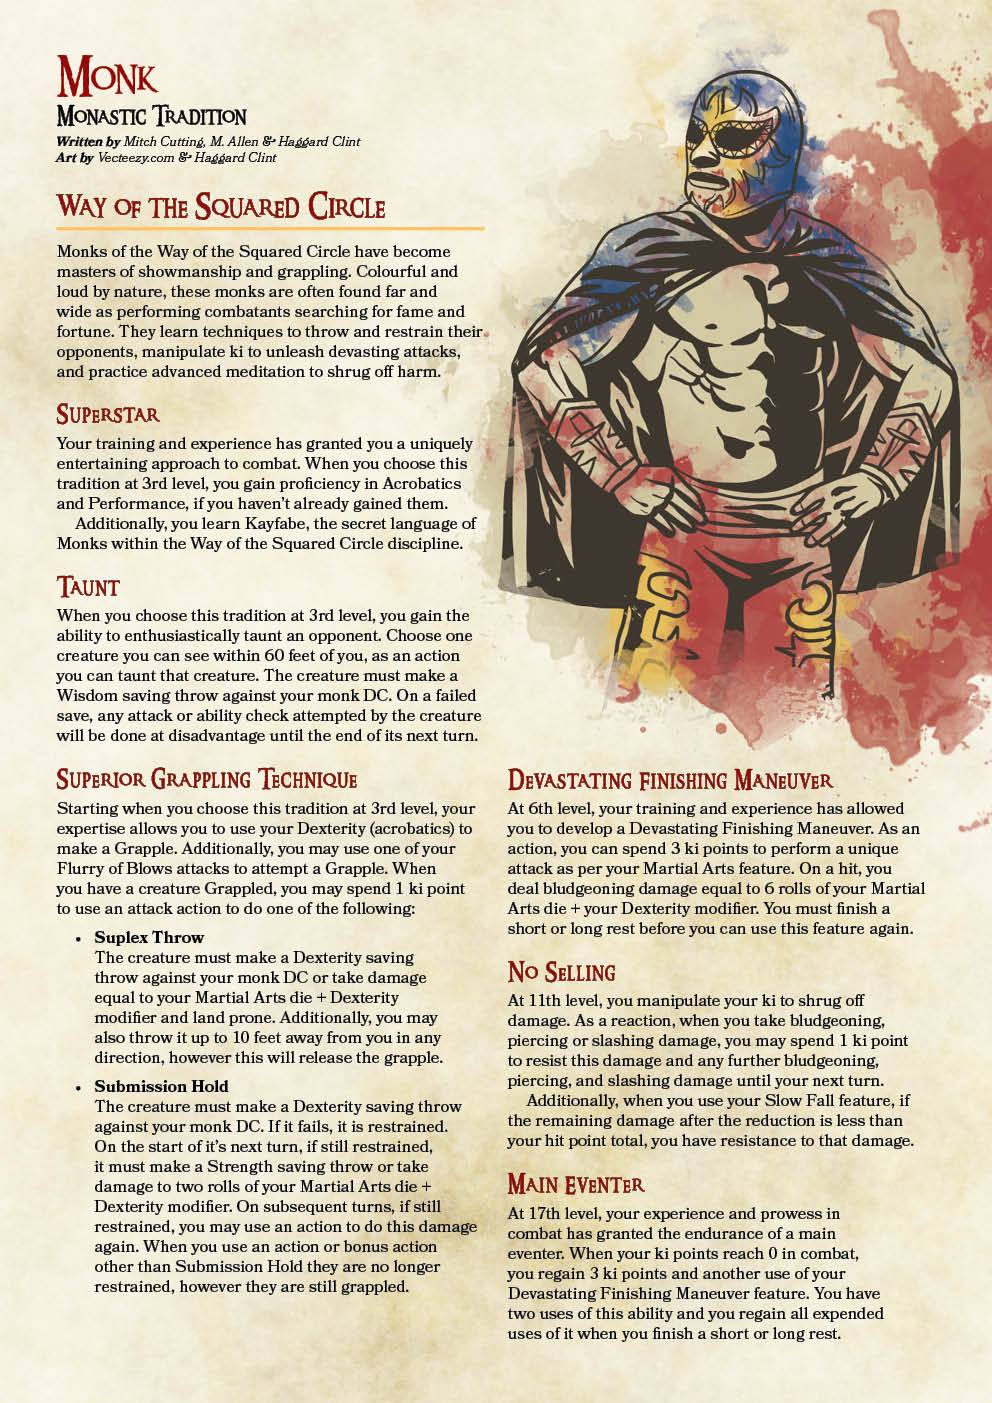 Monk
Monastic Tradition
Written by Mitch Cutting, M. Allen & Haggard Clint
Art by Vecteezy.com & Haggard Clint
Way of the Squared Circle
Monks of the Way of the Squared Circle have become
masters of showmanship and grappling. Colourful and
loud by nature, these monks are often found far and
wide as performing combatants searching for fame and
fortune. They learn techniques to throw and restrain their
opponents, manipulate ki to unleash devasting attacks,
and practice advanced meditation to shrug off harm.
Superstar
Your training and experience has granted you a uniquely
entertaining approach to combat. When you choose this
tradition at 3rd level, you gain proficiency in Acrobatics
and Performance, if you haven't already gained them.
Additionally, you learn Kayfabe, the secret language of
Monks within the Way of the Squared Circle discipline.
Taunt
When you choose this tradition at 3rd level, you gain the
ability to enthusiastically taunt an opponent. Choose one
creature you can see within 60 feet of you, as an action
you can taunt that creature. The creature must make a
Wisdom saving throw against your monk DC. On a failed
save, any attack or ability check attempted by the creature
will be done at disadvantage until the end of its next turn.
Superior Grappling Technique
Starting when you choose this tradition at 3rd level, your
expertise allows you to use your Dexterity (acrobatics) to
make a Grapple. Additionally, you may use one of your
Flurry of Blows attacks to attempt a Grapple. When
you have a creature Grappled, you may spend 1 ki point
to use an attack action to do one of the following:
• Suplex Throw
The creature must make a Dexterity saving
throw against your monk DC or take damage
equal to your Martial Arts die + Dexterity
modifier and land prone. Additionally, you may
also throw it up to 10 feet away from you in any
direction, however this will release the grapple.
• Submission Hold
The creature must make a Dexterity saving throw
against your monk DC. If it fails, it is restrained.
On the start of it's next turn, if still restrained,
it must make a Strength saving throw or take
damage to two rolls of your Martial Arts die +
Dexterity modifier. On subsequent turns, if still
restrained, you may use an action to do this damage
again. When you use an action or bonus action
other than Submission Hold they are no longer
restrained, however they are still grappled.
Devastating Finishing Maneuver
At 6th level, your training and experience has allowed
you to develop a Devastating Finishing Maneuver. As an
action, you can spend 3 ki points to perform a unique
attack as per your Martial Arts feature. On a hit, you
deal bludgeoning damage equal to 6 rolls of your Martial
Arts die + your Dexterity modifier. You must finish a
short or long rest before you can use this feature again.
No Selling
At 11th level, you manipulate your ki to shrug off
damage. As a reaction, when you take bludgeoning,
piercing or slashing damage, you may spend 1 ki point
to resist this damage and any further bludgeoning,
piercing, and slashing damage until your next turn.
Additionally, when you use your Slow Fall feature, if
the remaining damage after the reduction is less than
your hit point total, you have resistance to that damage.
Main Eventer
At 17th level, your experience and prowess in
combat has granted the endurance of a main
eventer. When your ki points reach 0 in combat,
you regain 3 ki points and another use of your
Devastating Finishing Maneuver feature. You have
two uses of this ability and you regain all expended
uses of it when you finish a short or long rest.